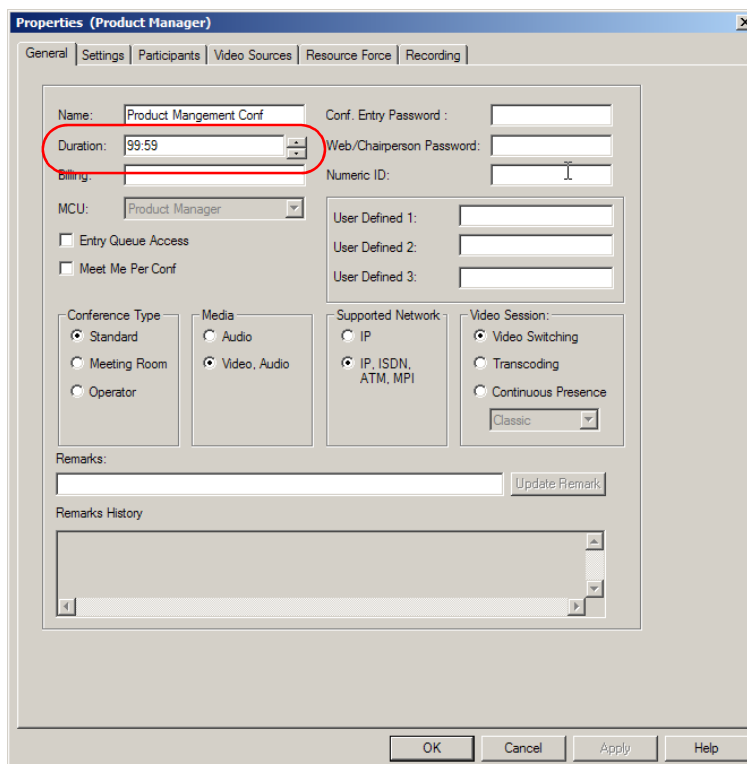 Properties (Product Manager)
General Settings Participants Video Sources Resource Force Recording
Name: Product Mangement Conf Conf. Entry Password :
Duration: 99:59 Web/Chairperson Password:
Billing: Numeric ID:
MCU: Product Manager
User Defined 1:
Entry Queue Access
User Defined 2:
Meet Me Per Conf
User Defined 3:
Conference Type Media Supported Network Video Session:
Standard Audio IP Video Switching
Meeting Room Video, Audio IP, ISDN, Transcoding
ATM, MPI
Operator Continuous Presence
Classic
Remarks:
Update Remark
Remarks History
OK Cancel Apply Help